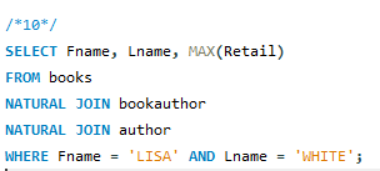 /*10*/
SELECT Fname, Lname, MAX(Retail)
FROM books
NATURAL JOIN bookauthor
NATURAL JOIN author
WHERE Fname = 'LISA' AND Lname = 'WHITE';